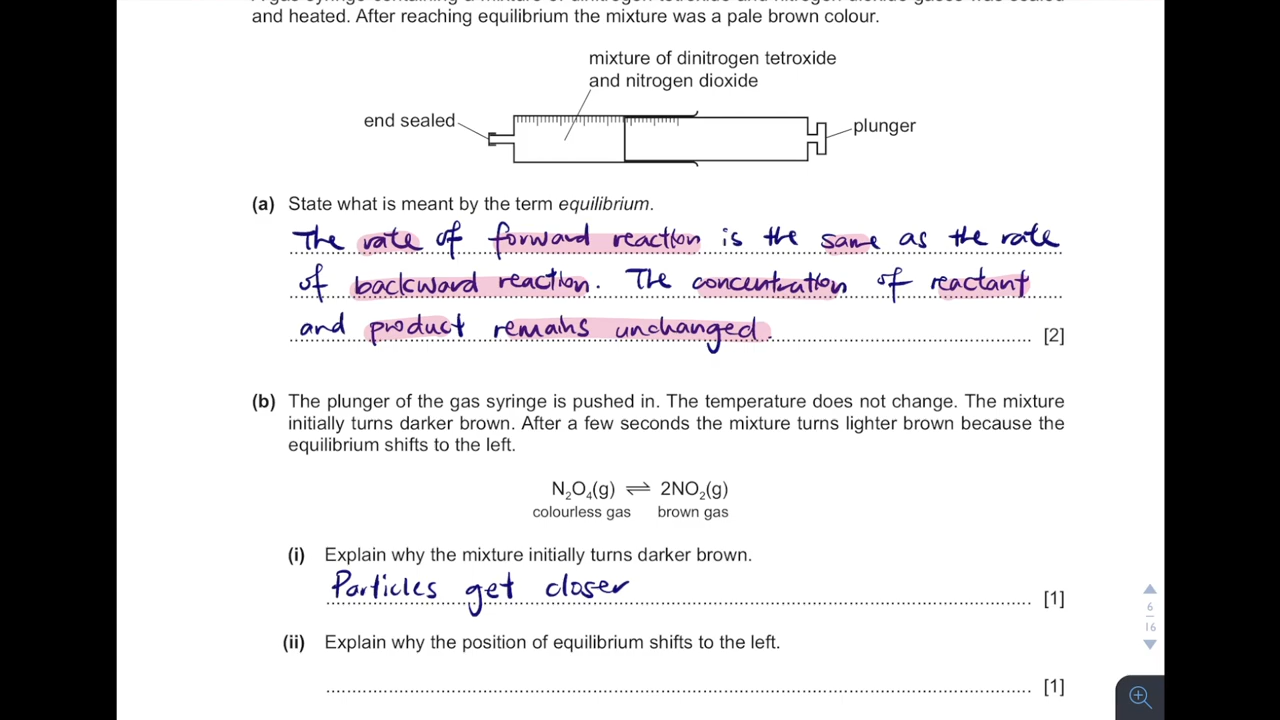 and heated. After reaching equilibrium the mixture was a pale brown colour.
mixture of dinitrogen tetroxide
and nitrogen dioxide
end sealed
plunger
(a) State what is meant by the term equilibrium.
The rate of forward reaction is the same as the rate
of backward reaction. The concentration of reactant
and product remains unchanged.
[2]
(b) The plunger of the gas syringe is pushed in. The temperature does not change. The mixture
initially turns darker brown. After a few seconds the mixture turns lighter brown because the
equilibrium shifts to the left.
N₂O₄(g) ⇌ 2NO₂(g)
colourless gas brown gas
(i) Explain why the mixture initially turns darker brown.
Particles get closer
[1]
(ii) Explain why the position of equilibrium shifts to the left.
[1]
6
16